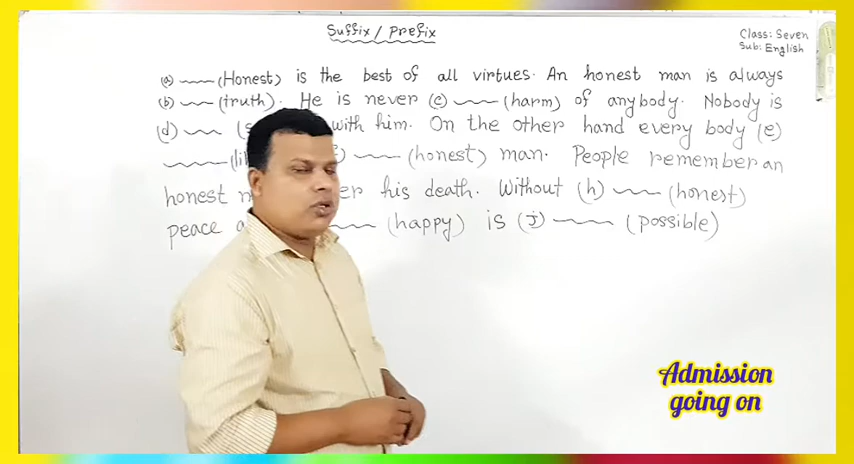 Suffix / Prefix
Class: Seven
Sub: English
(a) ~~~ (Honest) is the best of all virtues. An honest man is always
(b) ~~~ (truth). He is never (c) ~~~ (harm) of anybody. Nobody is
(d) ~~~ with him. On the other hand every body (e)
~~~ (honest) man. People remember an
honest his death. Without (h) ~~~ (honest)
peace ~~~ (happy) is (j) ~~~ (possible)
Admission
going on